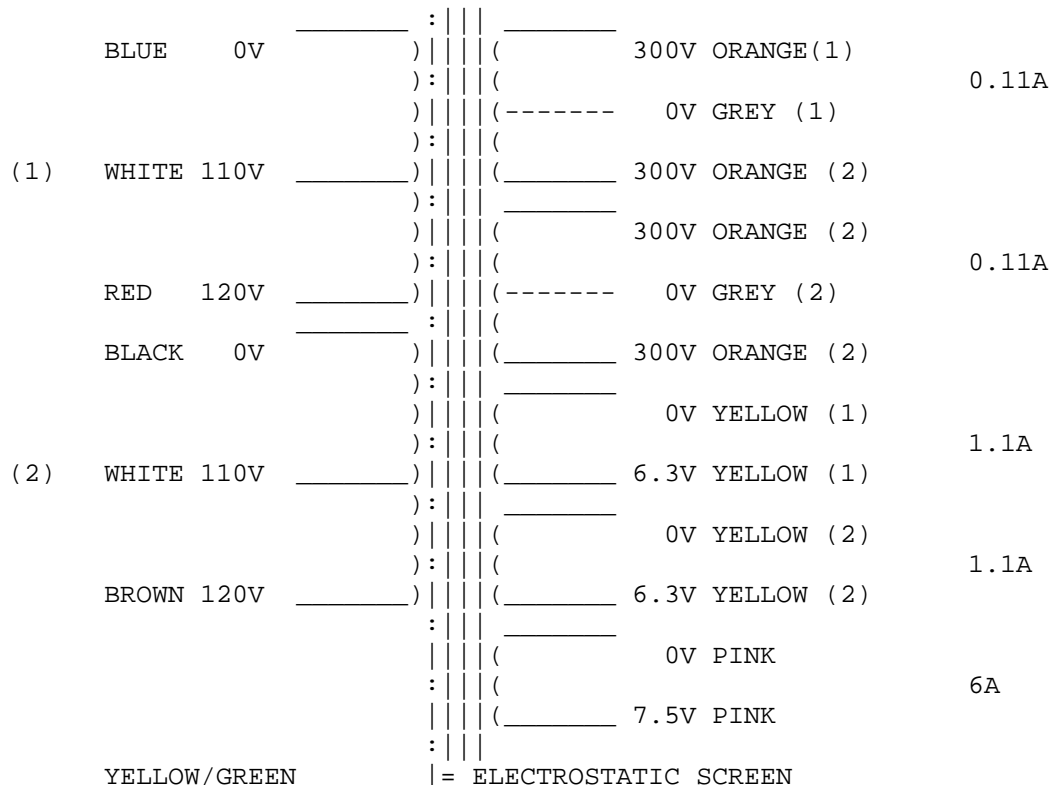 BLUE 0V 300V ORANGE(1)
0.11A
0V GREY (1)
(1) WHITE 110V 300V ORANGE (2)
300V ORANGE (2)
0.11A
RED 120V 0V GREY (2)
BLACK 0V 300V ORANGE (2)
0V YELLOW (1)
1.1A
(2) WHITE 110V 6.3V YELLOW (1)
0V YELLOW (2)
1.1A
BROWN 120V 6.3V YELLOW (2)
0V PINK
6A
7.5V PINK
YELLOW/GREEN |= ELECTROSTATIC SCREEN